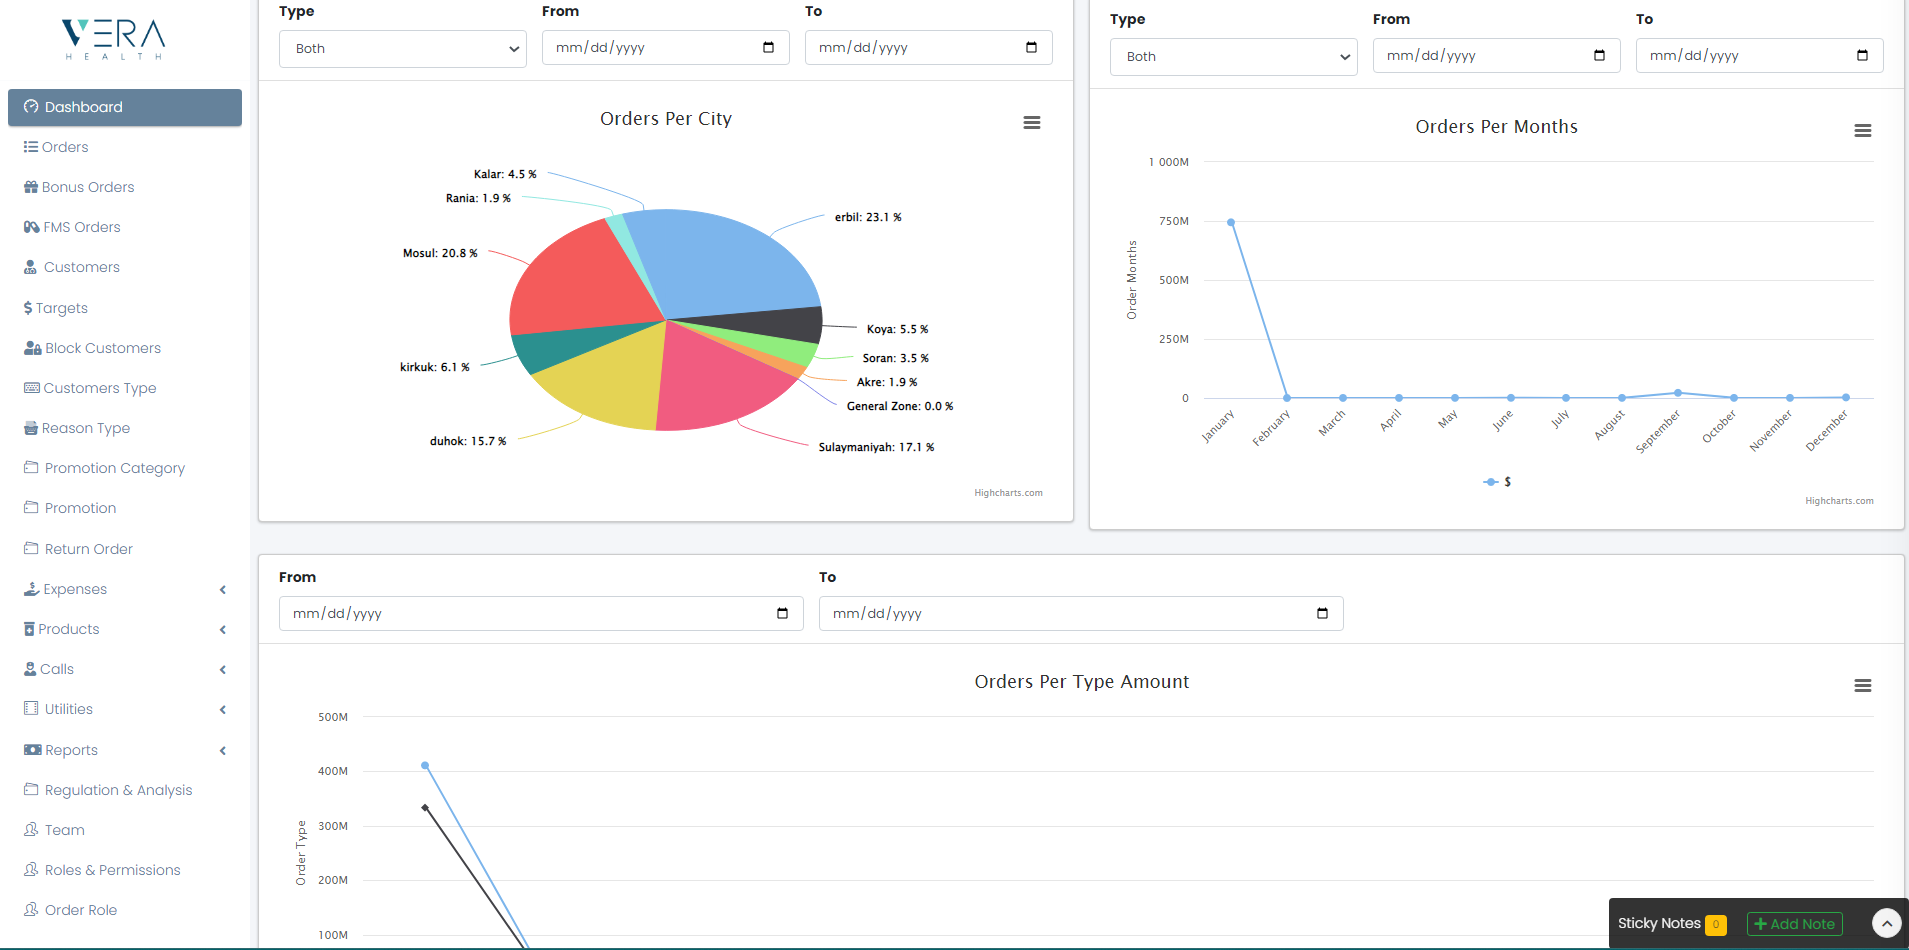 VERA
HEALTH
Dashboard
Orders
Bonus Orders
FMS Orders
Customers
Targets
Block Customers
Customers Type
Reason Type
Promotion Category
Promotion
Return Order
Expenses
Products
Calls
Utilities
Reports
Regulation & Analysis
Team
Roles & Permissions
Order Role
Type From To
Both mm/dd/yyyy mm/dd/yyyy
Orders Per City
Kalar: 4.5 %
Rania: 1.9 %
erbil: 23.1 %
Mosul: 20.8 %
Koya: 5.5 %
Soran: 3.5 %
kirkuk: 6.1 %
Akre: 1.9 %
General Zone: 0.0 %
duhok: 15.7 %
Sulaymaniyah: 17.1 %
Highcharts.com
Type From To
Both mm/dd/yyyy mm/dd/yyyy
Orders Per Months
Order Months
1 000M
750M
500M
250M
0
January February March April May June July August September October November December
$
Highcharts.com
From To
mm/dd/yyyy mm/dd/yyyy
Orders Per Type Amount
Order Type
500M
400M
300M
200M
100M
Sticky Notes 0 + Add Note